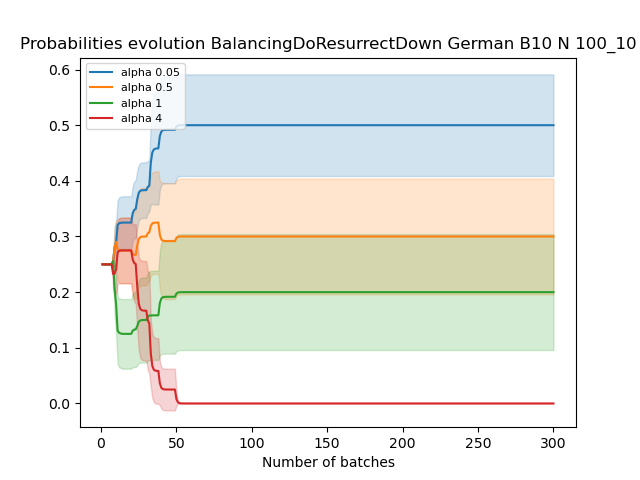 Probabilities evolution BalancingDoResurrectDown German B10 N 100_10
alpha 0.05
alpha 0.5
alpha 1
alpha 4
0.6
0.5
0.4
0.3
0.2
0.1
0.0
0 50 100 150 200 250 300
Number of batches